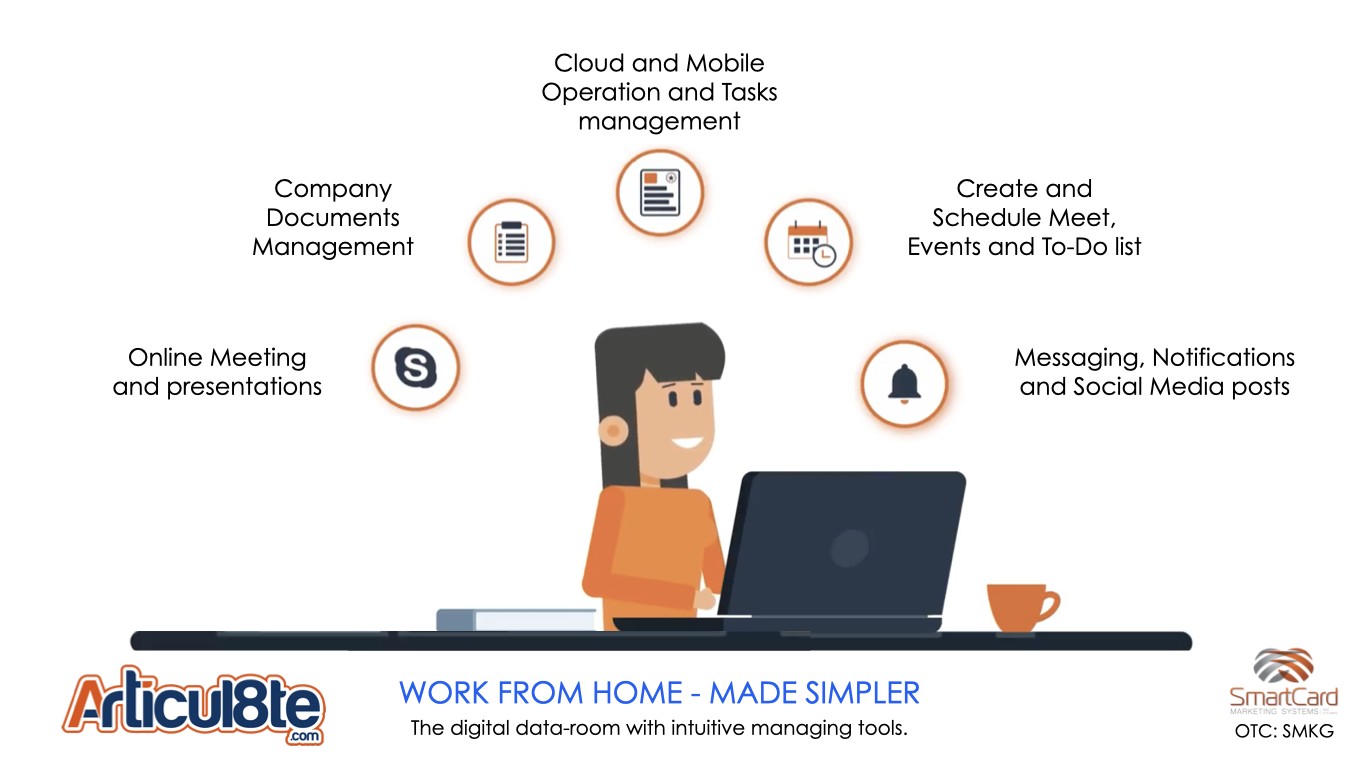 Cloud and Mobile
Operation and Tasks
management
Company
Documents
Management
Create and
Schedule Meet,
Events and To-Do list
Online Meeting
and presentations
S
Messaging, Notifications
and Social Media posts
Articul8te
.com
WORK FROM HOME - MADE SIMPLER
The digital data-room with intuitive managing tools.
SmartCard
MARKETING SYSTEMS
OTC: SMKG